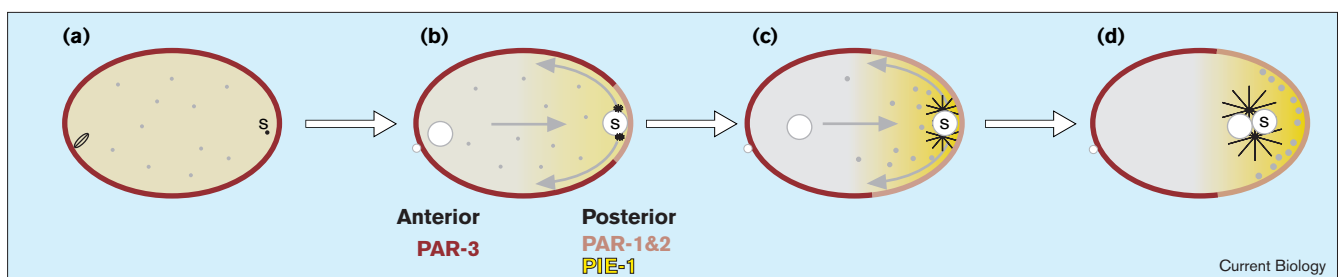 (a) (b) (c) (d)
S S S S
Anterior Posterior
PAR-3 PAR-1&2
PIE-1
Current Biology